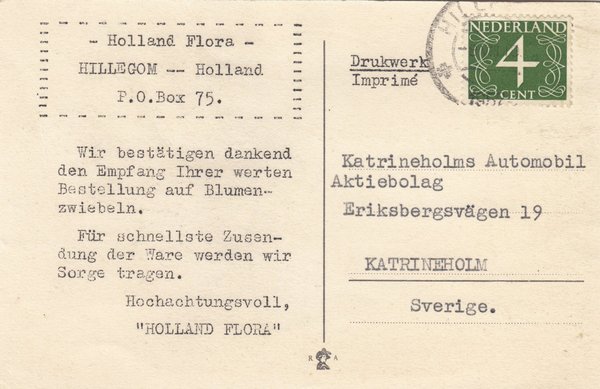 - Holland Flora -
HILLEGOM -- Holland
P.O.Box 75.
Wir bestätigen dankend
den Empfang Ihrer werten
Bestellung auf Blumen-
zwiebeln.
Für schnellste Zusen-
dung der Ware werden wir
Sorge tragen.
Hochachtungsvoll,
"HOLLAND FLORA"
R A
Drukwerk
Imprimé
NEDERLAND
4
CENT
Katrineholms Automobil
Aktiebolag
Eriksbergsvägen 19
KATRINEHOLM
Sverige.